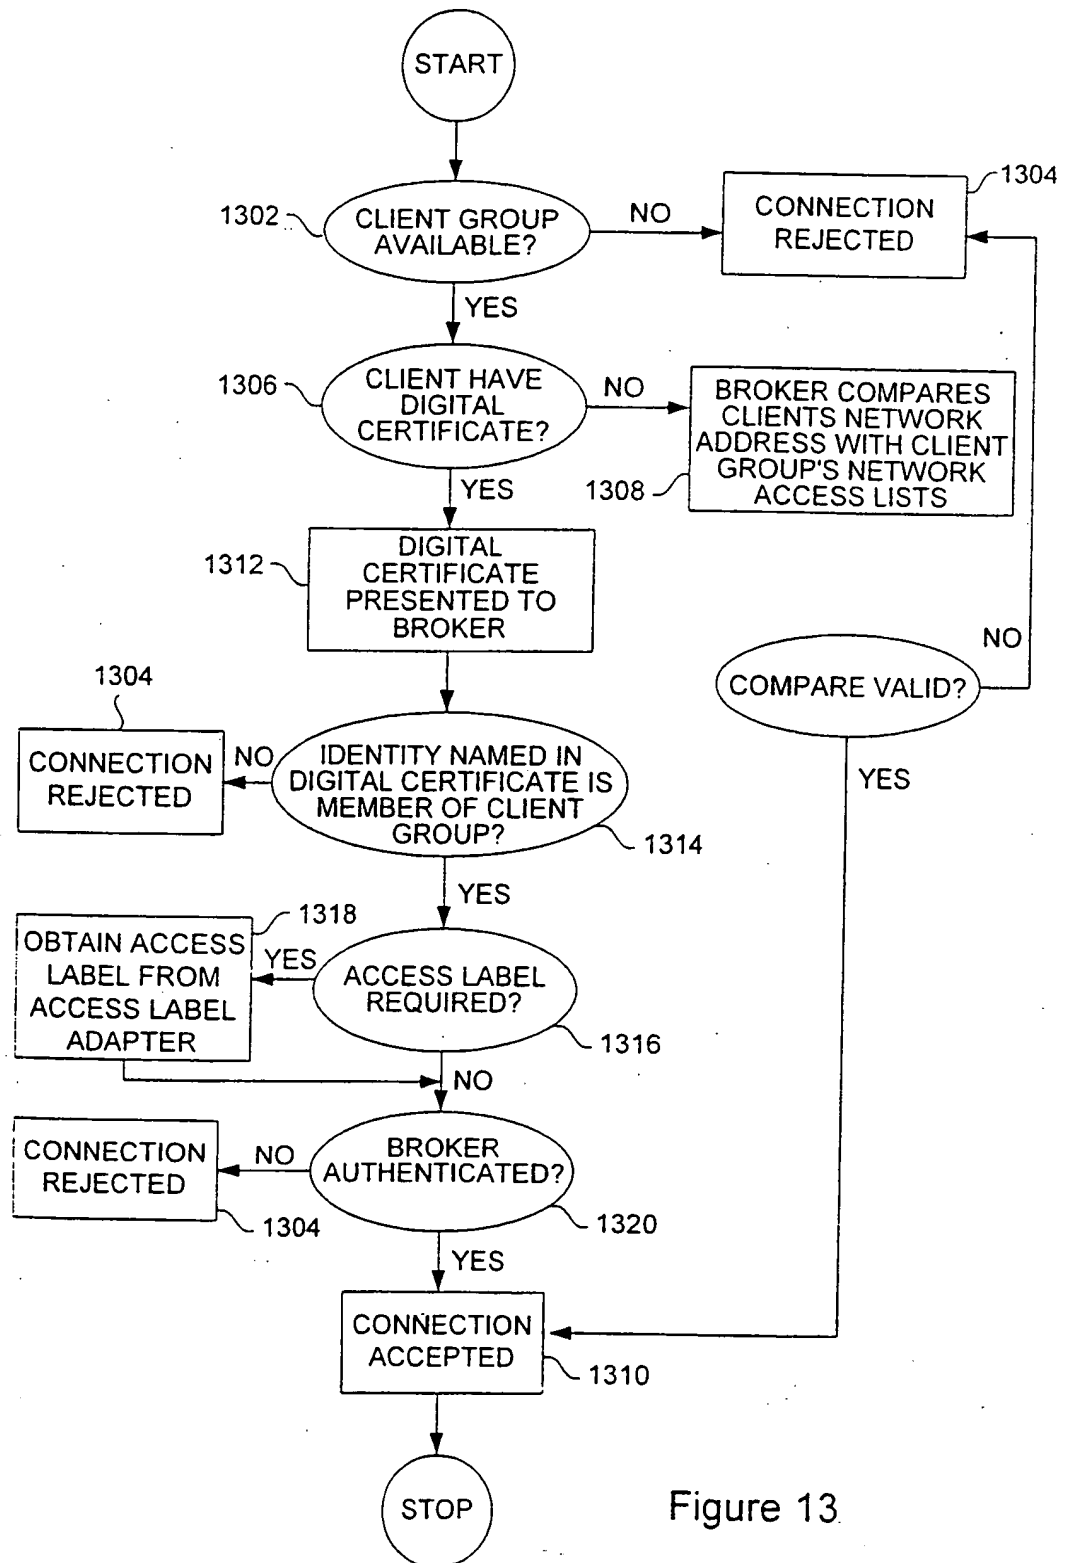 START
1304
CONNECTION
REJECTED
1302
CLIENT GROUP
AVAILABLE?
NO
YES
1306
CLIENT HAVE
DIGITAL
CERTIFICATE?
NO
BROKER COMPARES
CLIENTS NETWORK
ADDRESS WITH CLIENT
GROUP'S NETWORK
ACCESS LISTS
1308
YES
1312
DIGITAL
CERTIFICATE
PRESENTED TO
BROKER
NO
COMPARE VALID?
YES
1304
CONNECTION
REJECTED
NO
IDENTITY NAMED IN
DIGITAL CERTIFICATE IS
MEMBER OF CLIENT
GROUP?
1314
YES
1318
OBTAIN ACCESS
LABEL FROM
ACCESS LABEL
ADAPTER
YES
ACCESS LABEL
REQUIRED?
1316
NO
CONNECTION
REJECTED
1304
NO
BROKER
AUTHENTICATED?
1320
YES
CONNECTION
ACCEPTED
1310
STOP
Figure 13